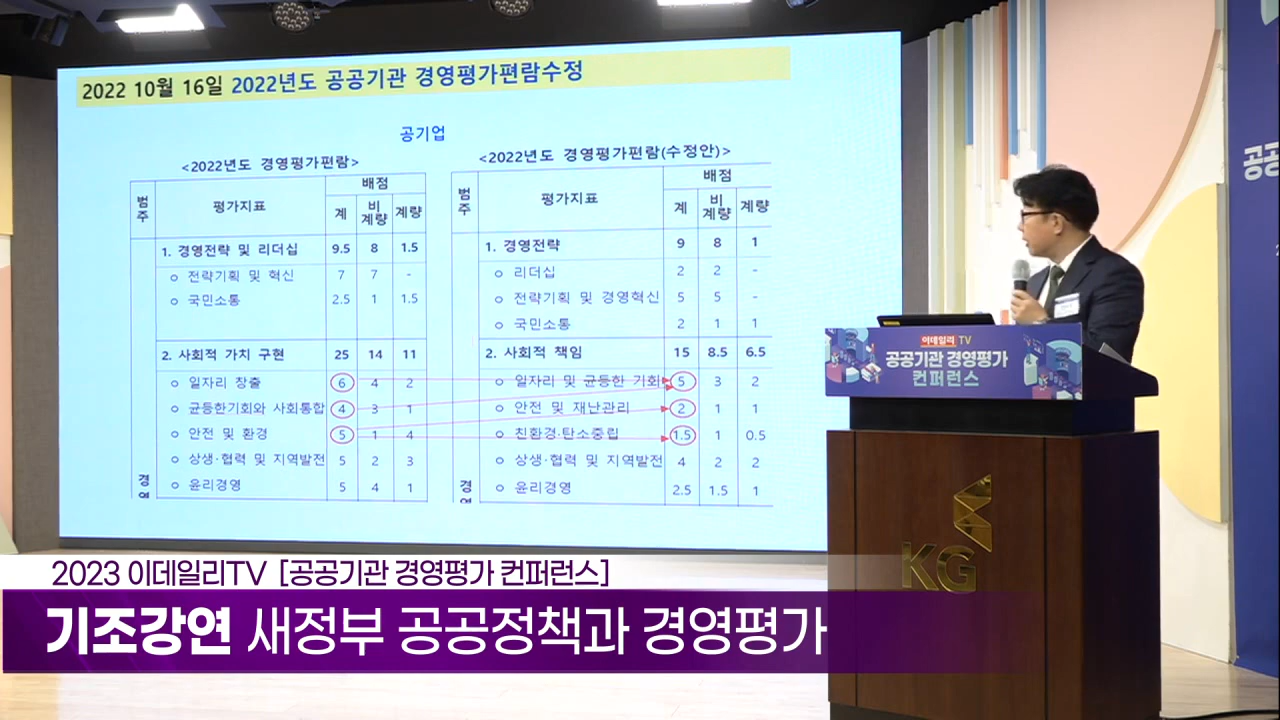 2022 10월 16일 2022년도 공공기관 경영평가편람수정
공기업
<2022년도 경영평가편람>
범주 평가지표 배점
계 비계량 계량
1. 경영전략 및 리더십 9.5 8 1.5
o 전략기획 및 혁신 7 7 -
o 국민소통 2.5 1 1.5
2. 사회적 가치 구현 25 14 11
o 일자리 창출 6 4 2
o 균등한기회와 사회통합 4 3 1
o 안전 및 환경 5 1 4
o 상생·협력 및 지역발전 5 2 3
경 o 윤리경영 5 4 1
<2022년도 경영평가편람(수정안)>
범주 평가지표 배점
계 비계량 계량
1. 경영전략 9 8 1
o 리더십 2 2 -
o 전략기획 및 경영혁신 5 5 -
o 국민소통 2 1 1
2. 사회적 책임 15 8.5 6.5
o 일자리 및 균등한 기회 5 3 2
o 안전 및 재난관리 2 1 1
o 친환경·탄소중립 1.5 1 0.5
o 상생·협력 및 지역발전 4 2 2
경 o 윤리경영 2.5 1.5 1
이데일리 TV
공공기관 경영평가
컨퍼런스
KG
공공
2023 이데일리TV [공공기관 경영평가 컨퍼런스]
기조강연 새정부 공공정책과 경영평가